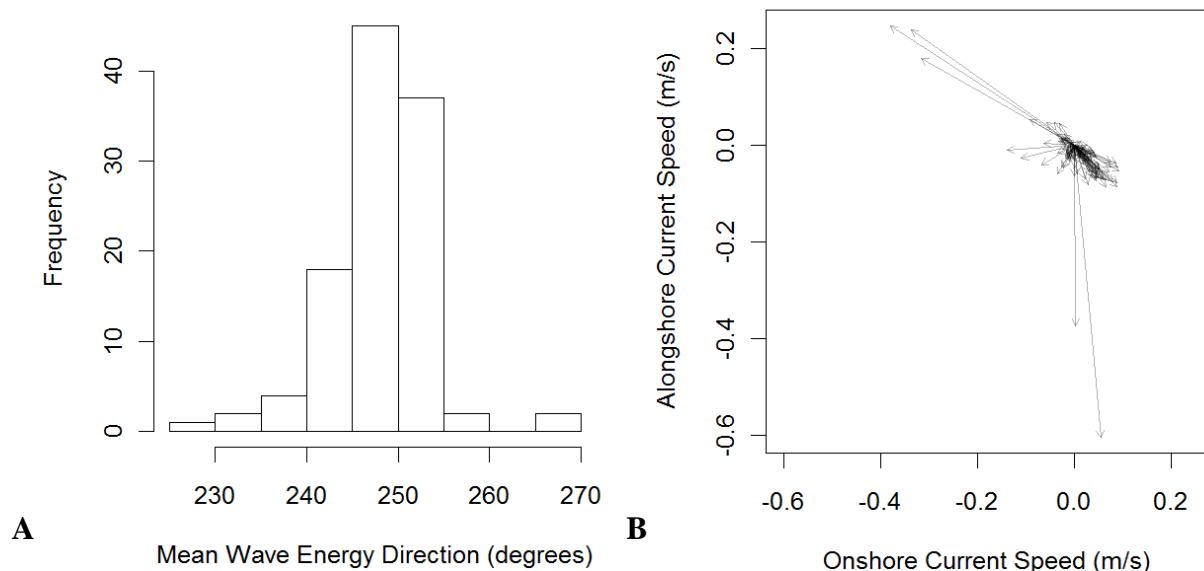 Frequency
0 10 20 30 40
230 240 250 260 270
Mean Wave Energy Direction (degrees)
A
Alongshore Current Speed (m/s)
-0.6 -0.4 -0.2 0.0 0.2
-0.6 -0.4 -0.2 0.0 0.2
Onshore Current Speed (m/s)
B